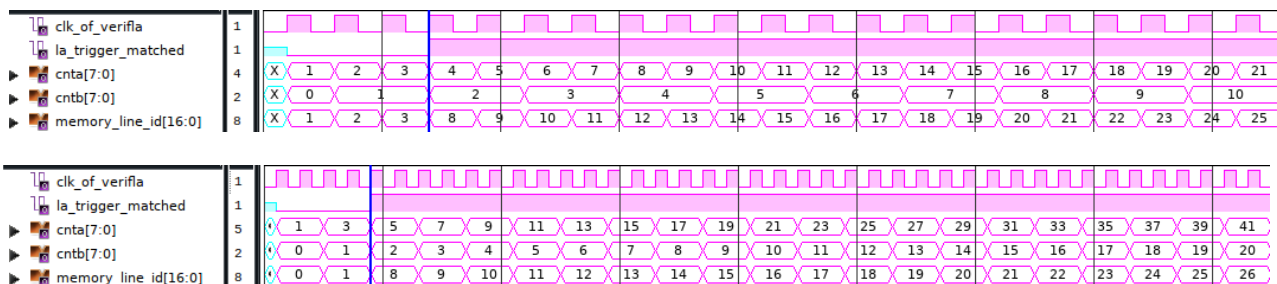 clk_of_verifla 1
la_trigger_matched 1
cnta[7:0] 4 X 1 2 3 4 5 6 7 8 9 10 11 12 13 14 15 16 17 18 19 20 21
cntb[7:0] 2 X 0 1 2 3 4 5 6 7 8 9 10
memory_line_id[16:0] 8 X 1 2 3 8 9 10 11 12 13 14 15 16 17 18 19 20 21 22 23 24 25
clk_of_verifla 1
la_trigger_matched 1
cnta[7:0] 5 1 3 5 7 9 11 13 15 17 19 21 23 25 27 29 31 33 35 37 39 41
cntb[7:0] 2 0 1 2 3 4 5 6 7 8 9 10 11 12 13 14 15 16 17 18 19 20
memory_line_id[16:0] 8 0 1 8 9 10 11 12 13 14 15 16 17 18 19 20 21 22 23 24 25 26